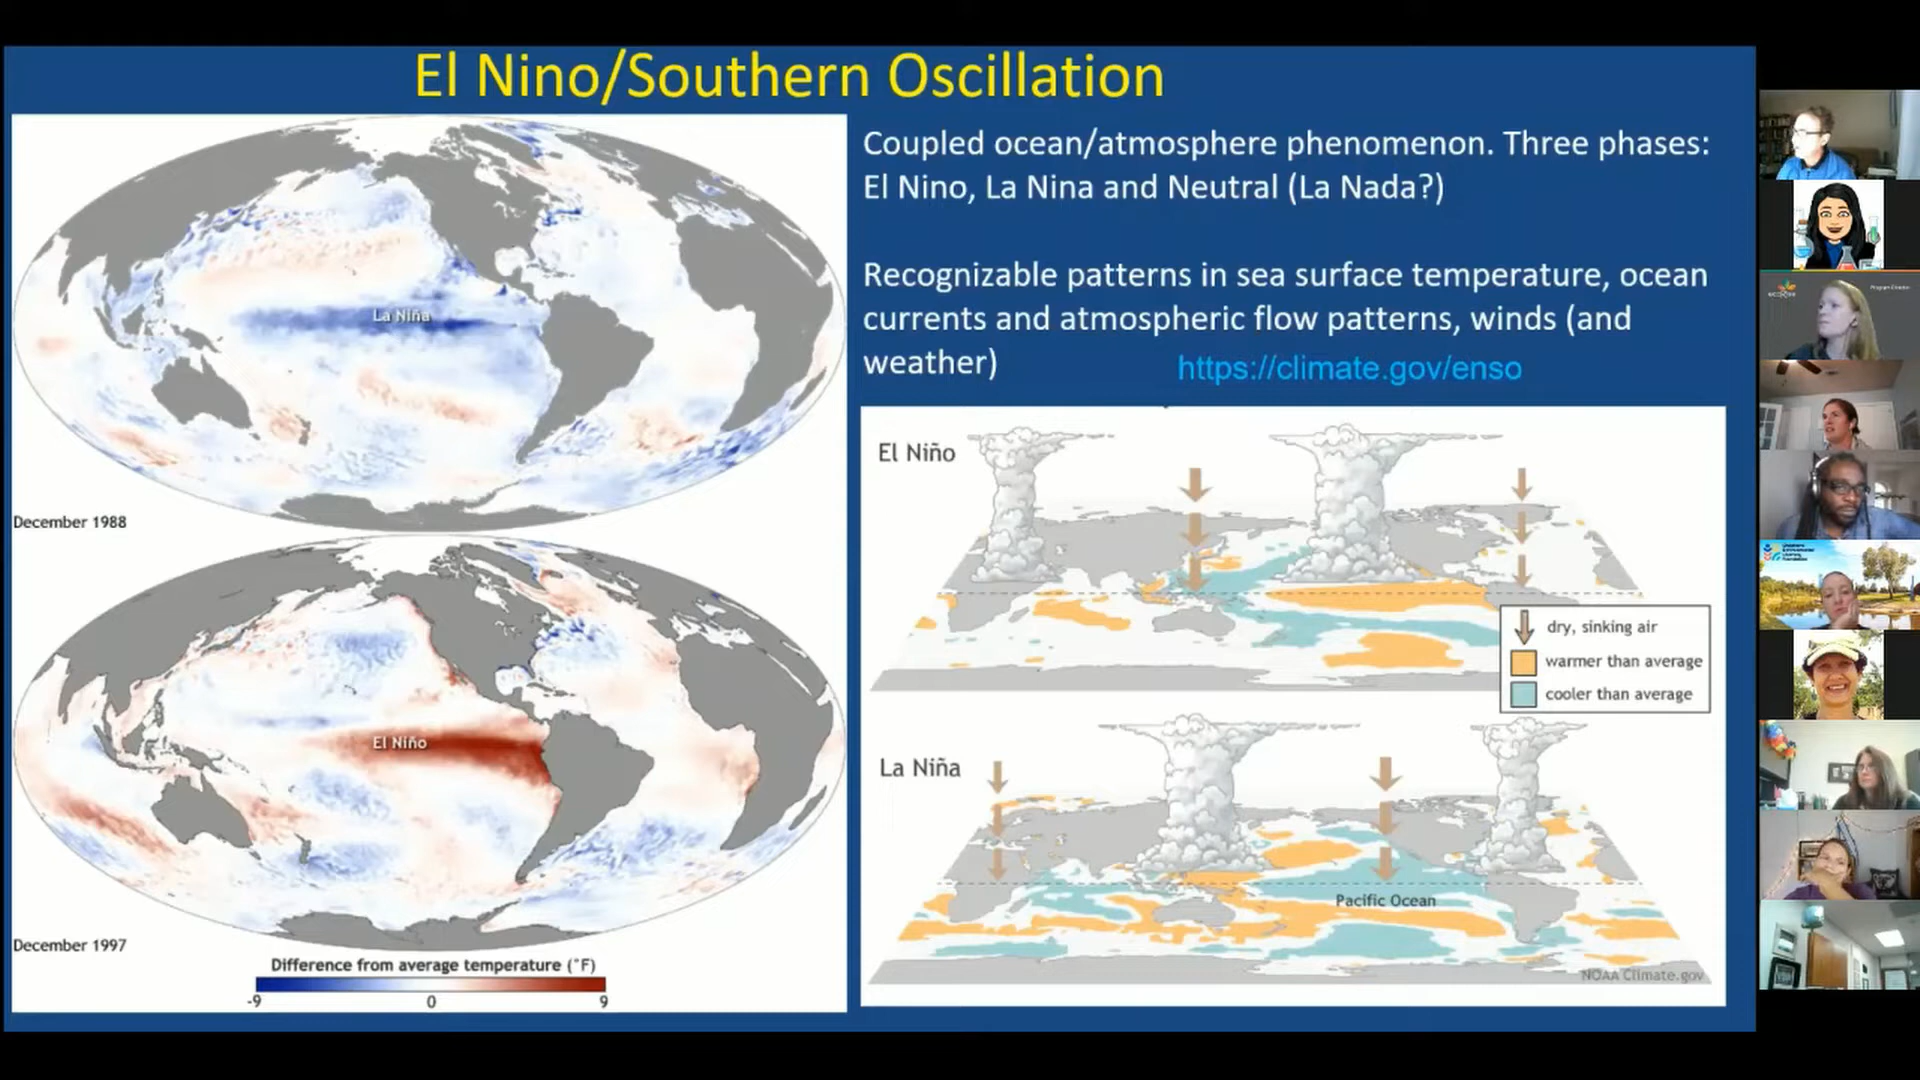 El Nino/Southern Oscillation
La Niña
December 1988
El Niño
December 1997
Difference from average temperature (°F)
-9 0 9
Coupled ocean/atmosphere phenomenon. Three phases:
El Nino, La Nina and Neutral (La Nada?)
Recognizable patterns in sea surface temperature, ocean
currents and atmospheric flow patterns, winds (and
weather)
https://climate.gov/enso
El Niño
dry, sinking air
warmer than average
cooler than average
La Niña
Pacific Ocean
NOAA Climate.gov
Program Director